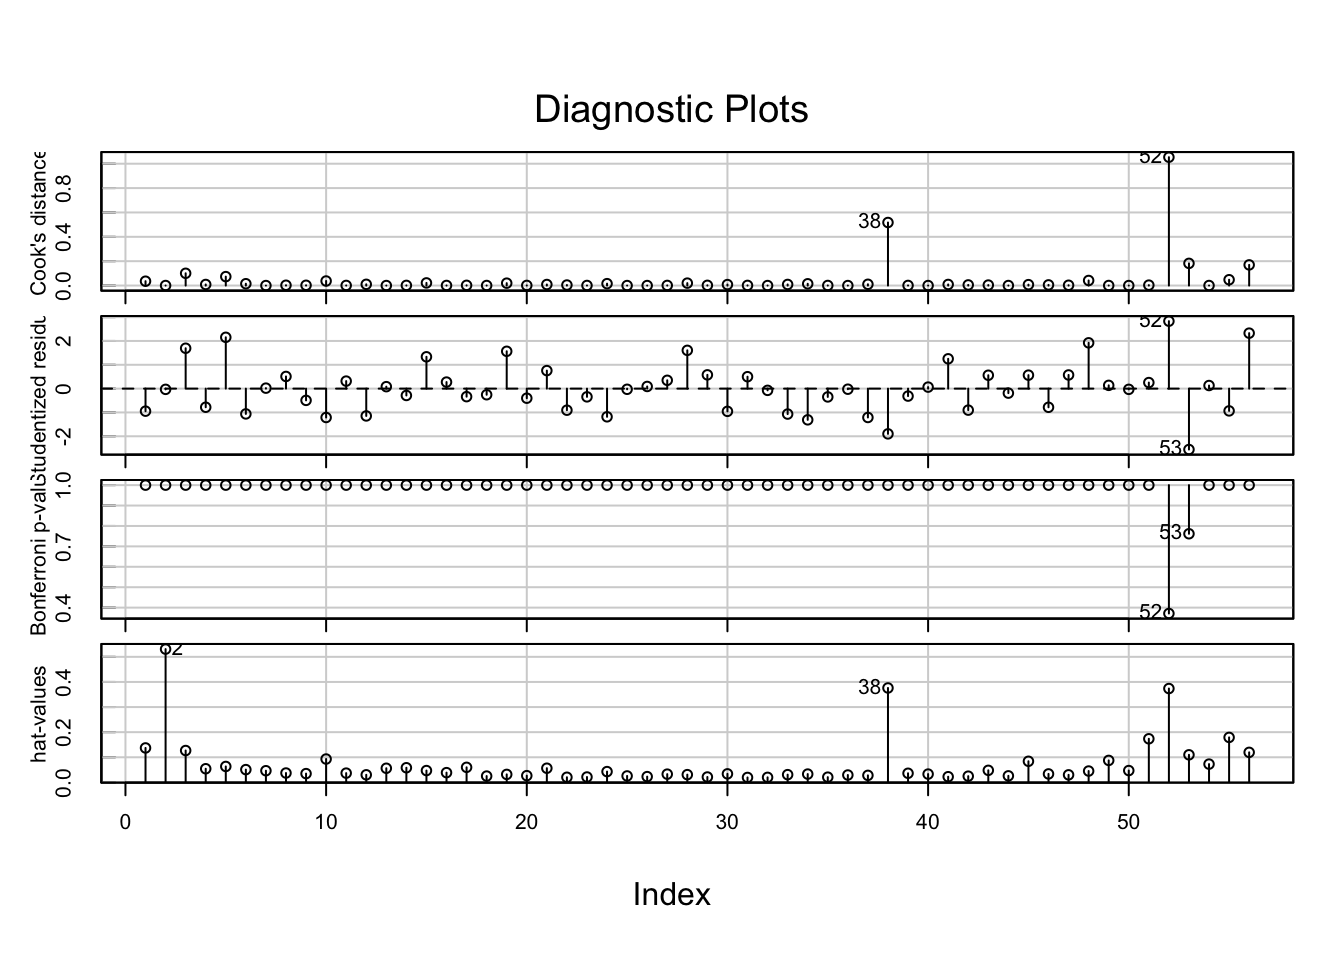 Diagnostic Plots
Cook's distance
0.0 0.4 0.8
38
52
Studentized residu
-2 0 2
52
53
Bonferroni p-valu
0.4 0.7 1.0
53
52
hat-values
0.0 0.2 0.4
2
38
0 10 20 30 40 50
Index